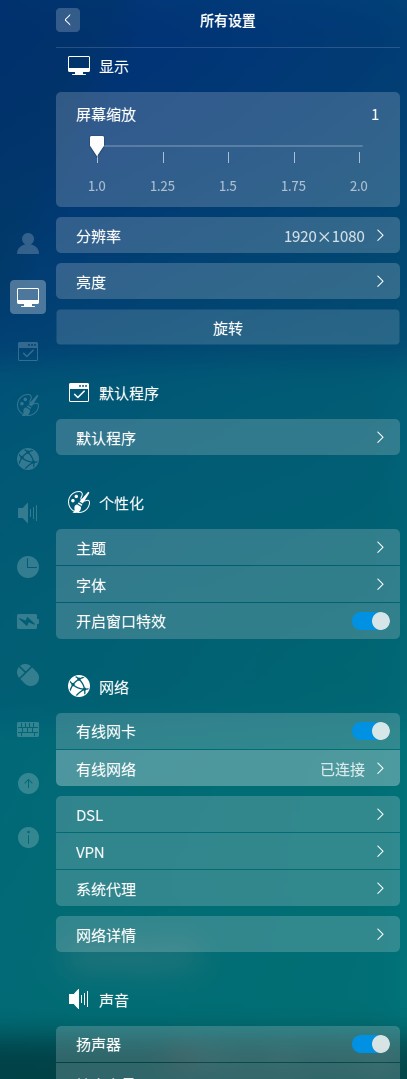 所有设置
显示
屏幕缩放 1
1.0 1.25 1.5 1.75 2.0
分辨率 1920×1080
亮度
旋转
默认程序
默认程序
个性化
主题
字体
开启窗口特效
网络
有线网卡
有线网络 已连接
DSL
VPN
系统代理
网络详情
声音
扬声器